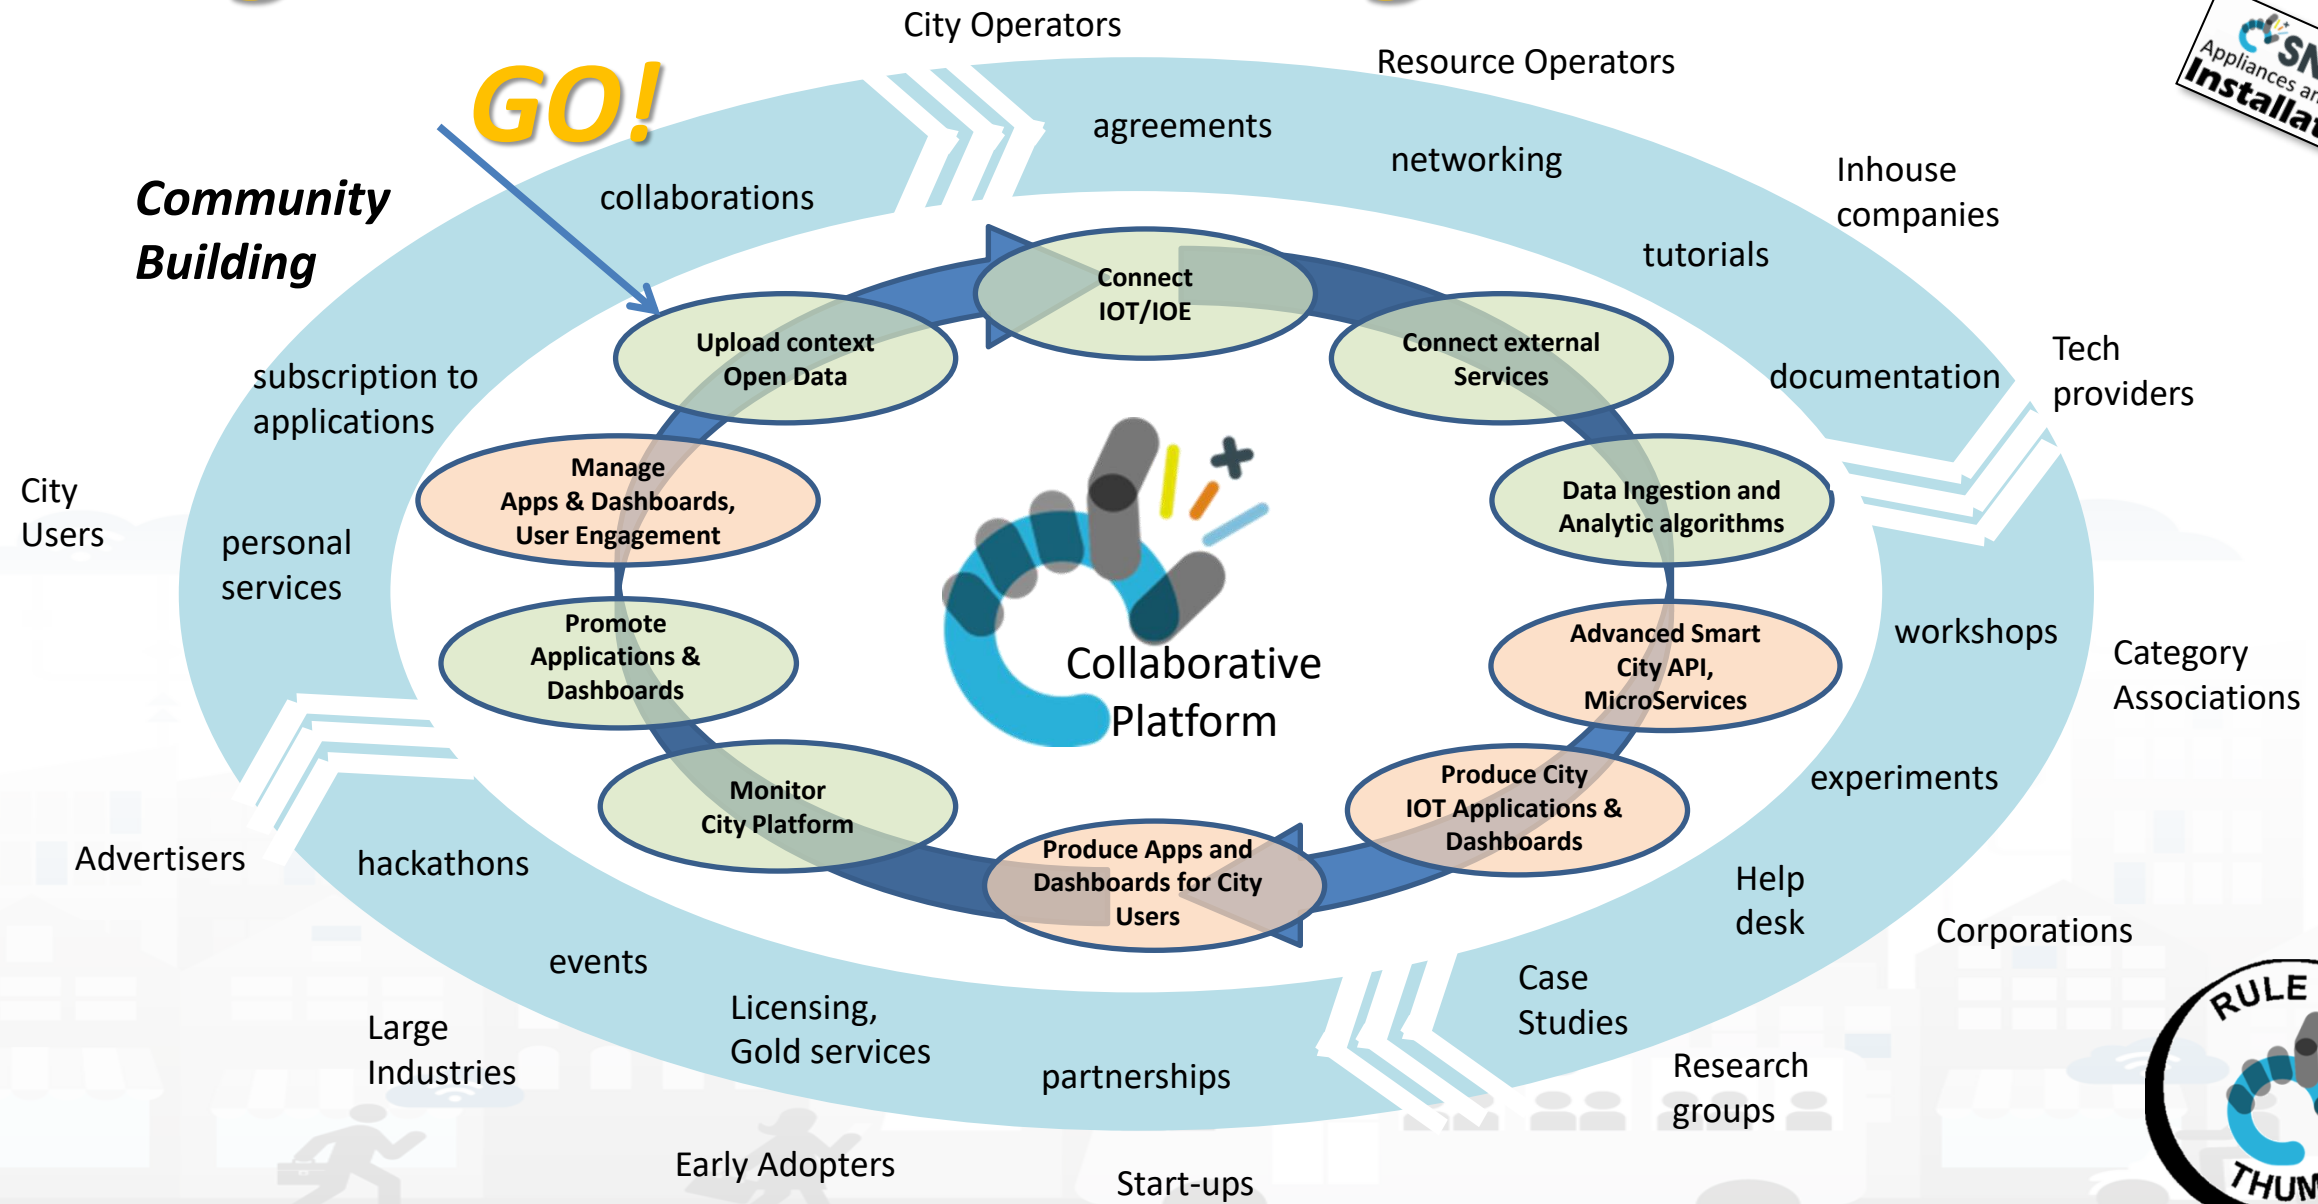 City Operators
Resource Operators
GO!
agreements
networking
Inhouse
companies
Community
Building
collaborations
tutorials
Connect
IOT/IOE
Upload context
Open Data
Connect external
Services
subscription to
applications
documentation
Tech
providers
Manage
Apps & Dashboards,
User Engagement
Data Ingestion and
Analytic algorithms
City
Users
personal
services
Promote
Applications &
Dashboards
Collaborative
Platform
Advanced Smart
City API,
MicroServices
workshops
Category
Associations
Monitor
City Platform
Produce City
IOT Applications &
Dashboards
experiments
Produce Apps and
Dashboards for City
Users
Advertisers
hackathons
Help
desk
Corporations
events
Case
Studies
Licensing,
Gold services
Large
Industries
partnerships
Research
groups
Early Adopters
Start-ups
Appliances
RULE